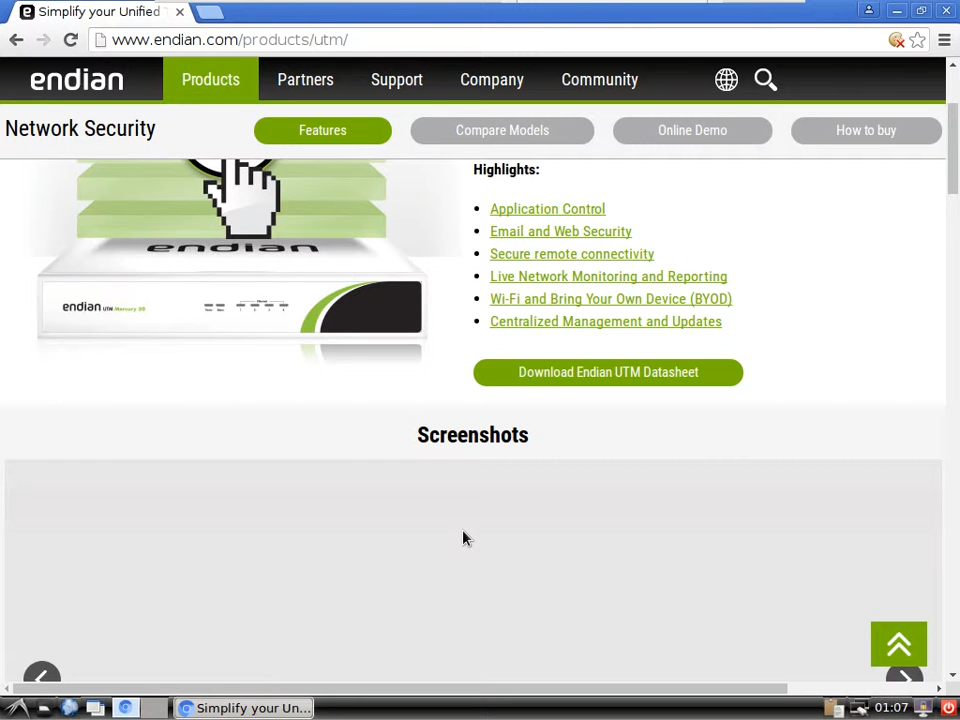 Simplify your Unified
www.endian.com/products/utm/
endian
Products
Partners
Support
Company
Community
Network Security
Features
Compare Models
Online Demo
How to buy
Highlights:
Application Control
Email and Web Security
Secure remote connectivity
Live Network Monitoring and Reporting
Wi-Fi and Bring Your Own Device (BYOD)
Centralized Management and Updates
endian
endian UTM Mercury 50
Download Endian UTM Datasheet
Screenshots
Simplify your Un...
01:07